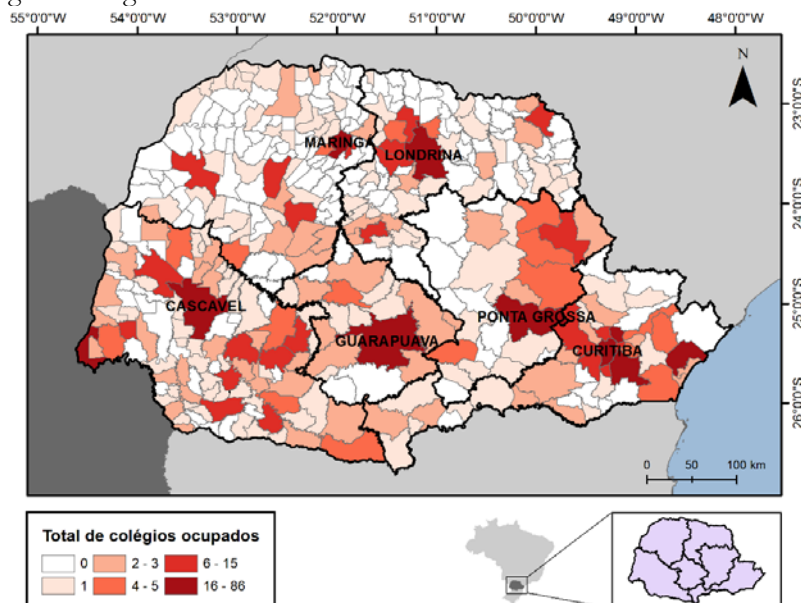 55°0'0"W 54°0'0"W 53°0'0"W 52°0'0"W 51°0'0"W 50°0'0"W 49°0'0"W 48°0'0"W
N
23°0'0"S
MARINGÁ
LONDRINA
24°0'0"S
CASCAVEL
25°0'0"S
PONTA GROSSA
GUARAPUAVA
CURITIBA
26°0'0"S
0 50 100 km
Total de colégios ocupados
0 2 - 3 6 - 15
1 4 - 5 16 - 86